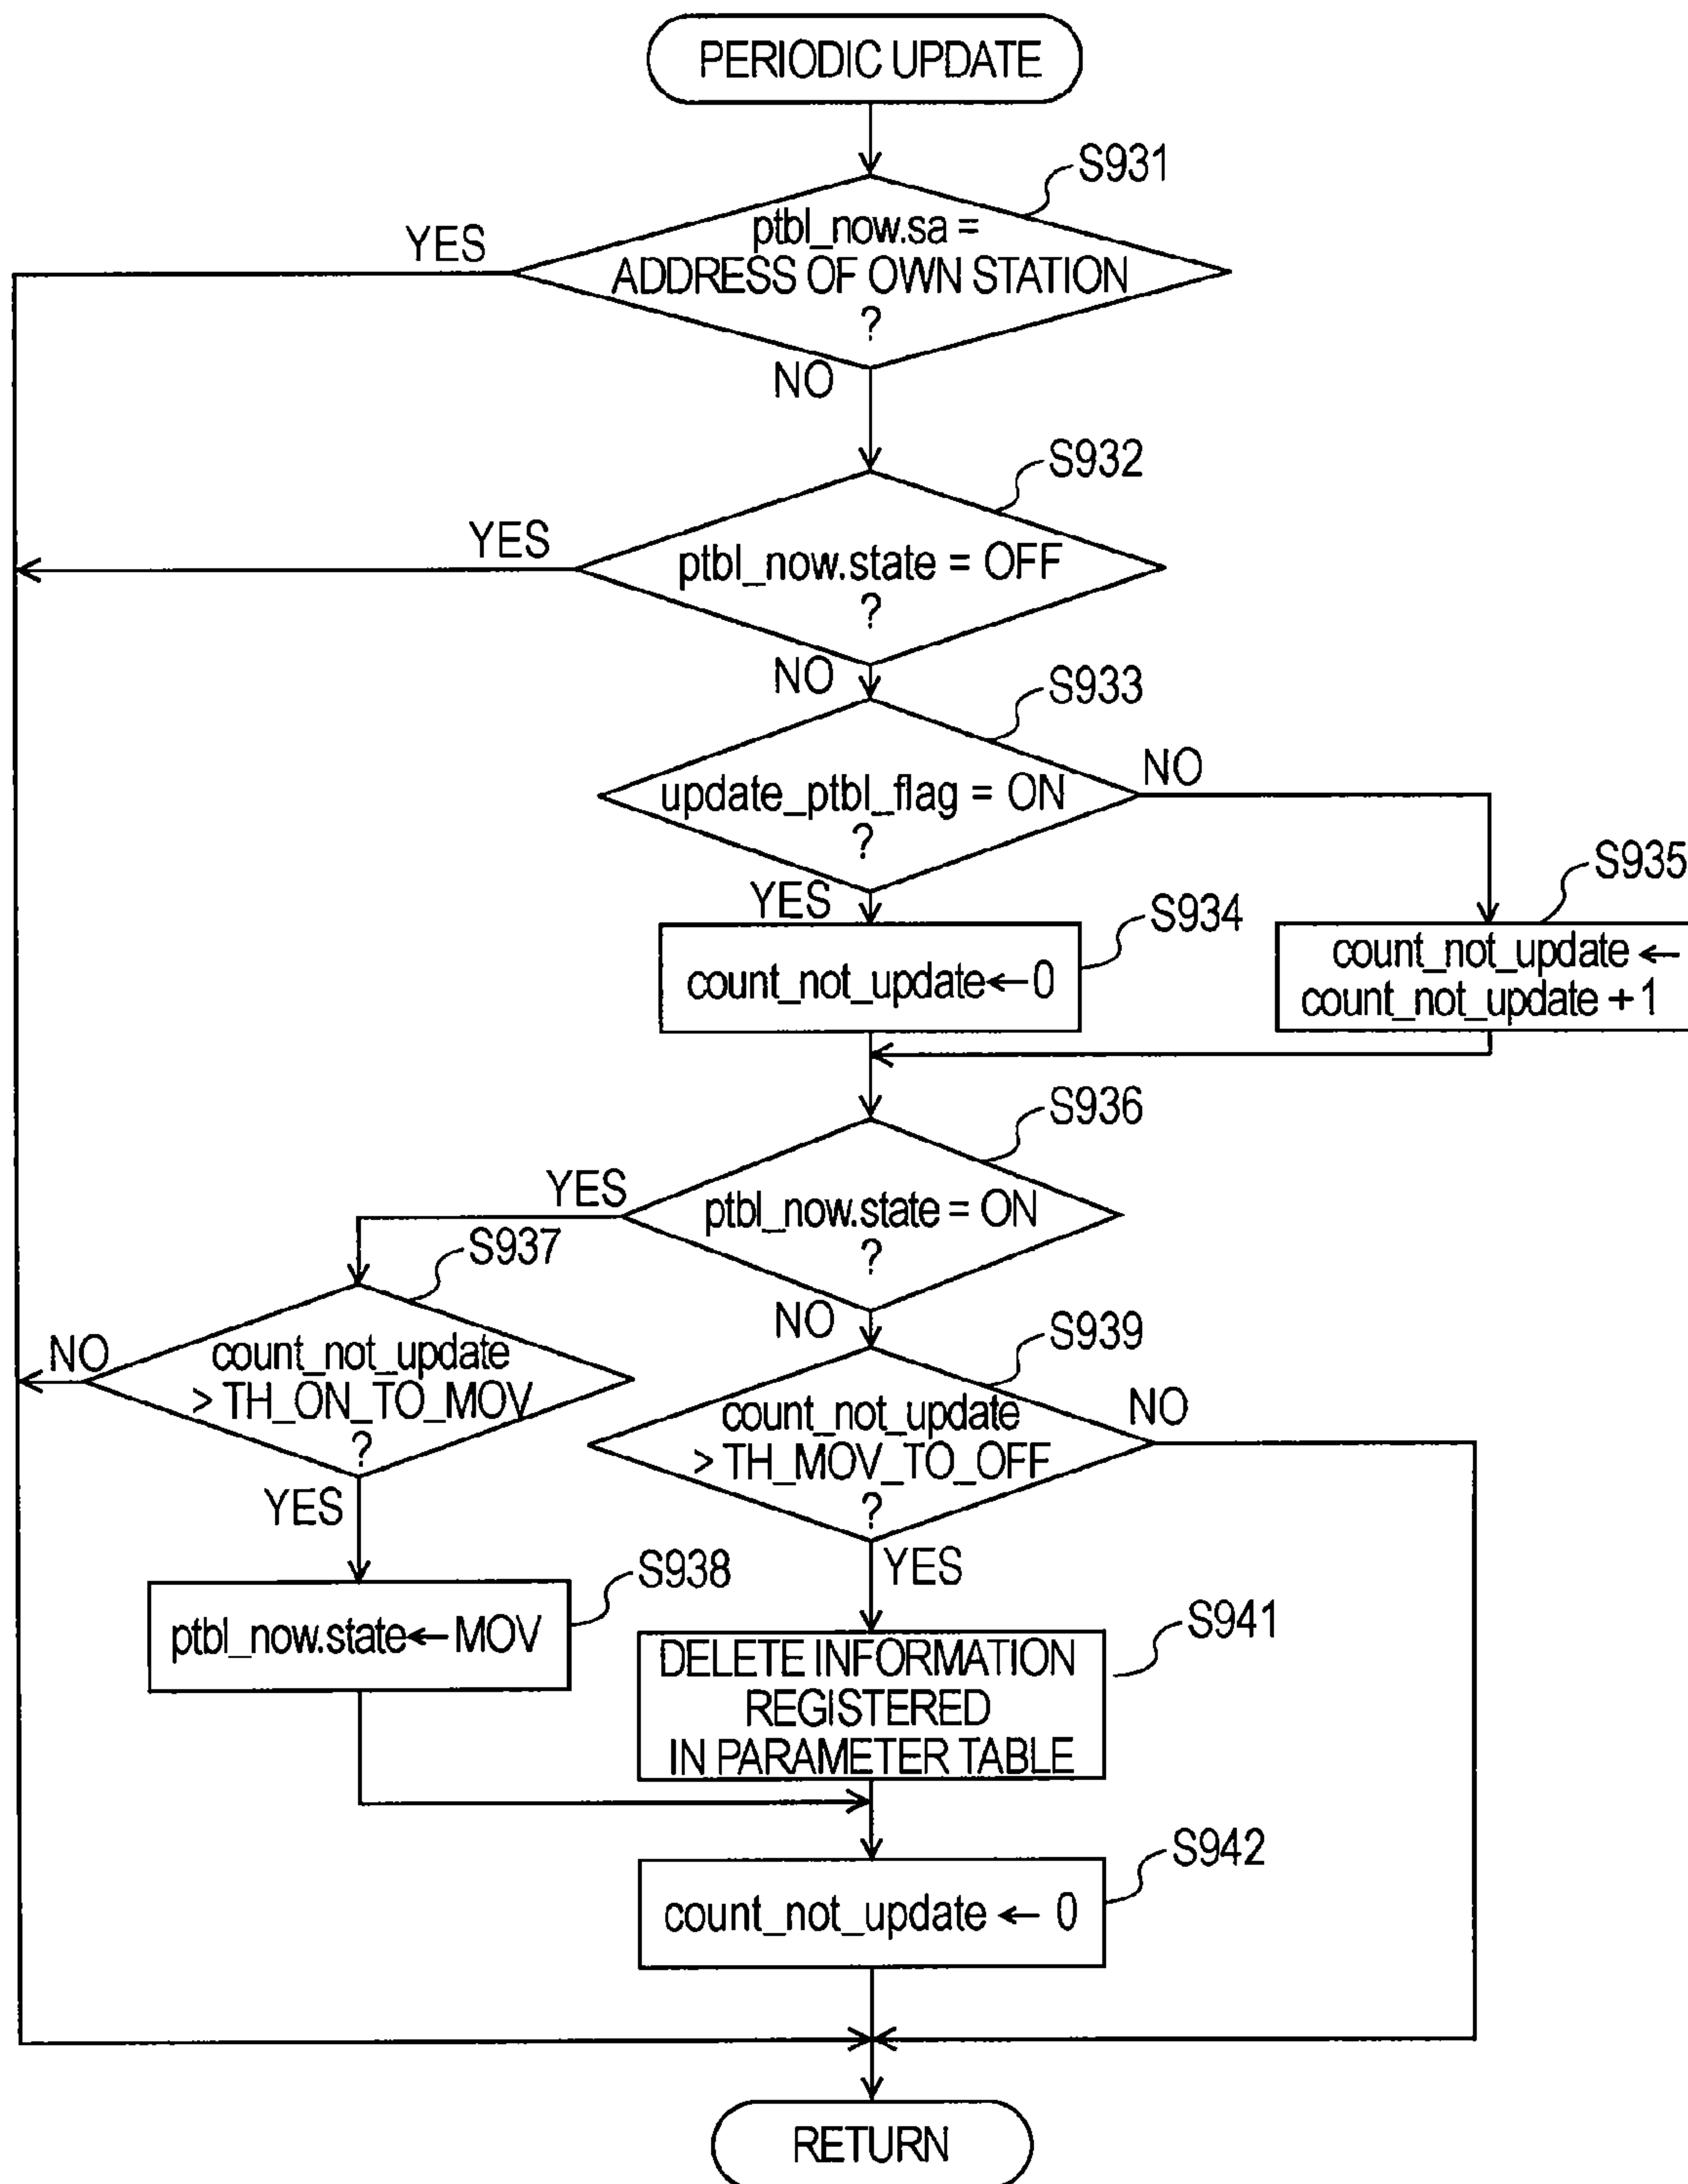 PERIODIC UPDATE
S931
ptbl_now.sa =
ADDRESS OF OWN STATION
?
YES
NO
S932
ptbl_now.state = OFF
?
YES
NO
S933
update_ptbl_flag = ON
?
NO
YES
S934
count_not_update←0
S935
count_not_update ←
count_not_update +1
S936
ptbl_now.state = ON
?
YES
NO
S937
count_not_update
> TH_ON_TO_MOV
?
NO
YES
S939
count_not_update
> TH_MOV_TO_OFF
?
NO
YES
S938
ptbl_now.state←MOV
S941
DELETE INFORMATION
REGISTERED
IN PARAMETER TABLE
S942
count_not_update ← 0
RETURN